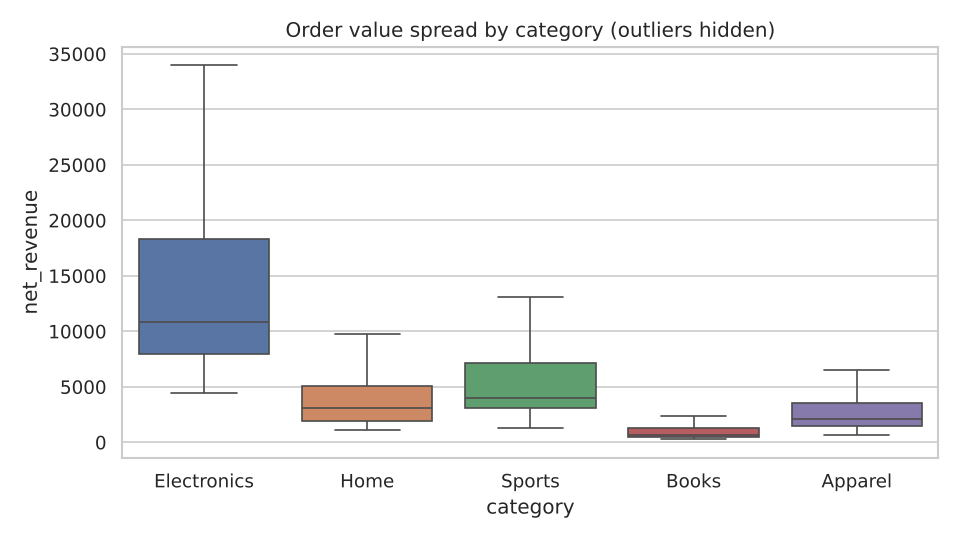 Order value spread by category (outliers hidden)
net_revenue
35000
30000
25000
20000
15000
10000
5000
0
Electronics Home Sports Books Apparel
category